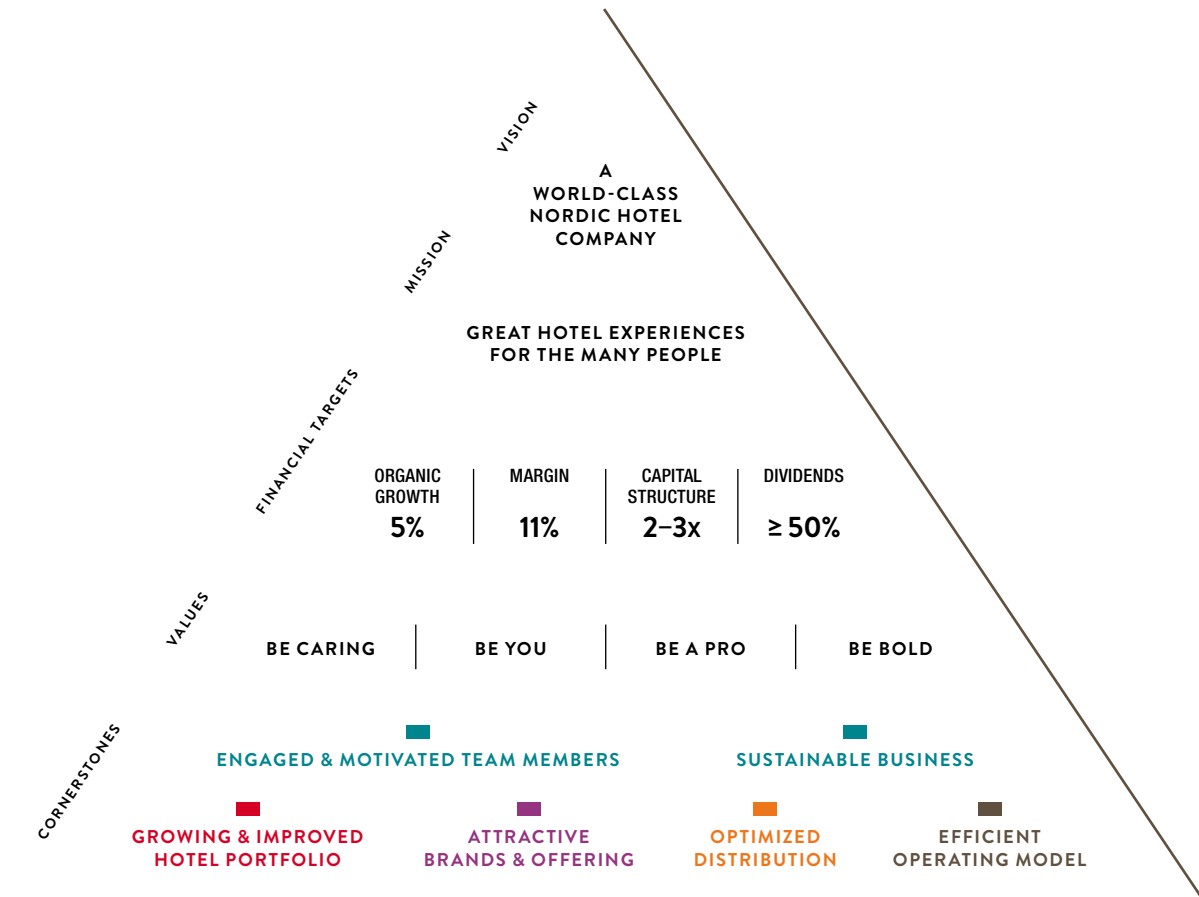 VISION
A
WORLD-CLASS
NORDIC HOTEL
COMPANY
MISSION
GREAT HOTEL EXPERIENCES
FOR THE MANY PEOPLE
FINANCIAL TARGETS
ORGANIC
GROWTH
5%
MARGIN
11%
CAPITAL
STRUCTURE
2–3x
DIVIDENDS
≥ 50%
VALUES
BE CARING
BE YOU
BE A PRO
BE BOLD
CORNERSTONES
ENGAGED & MOTIVATED TEAM MEMBERS
SUSTAINABLE BUSINESS
GROWING & IMPROVED
HOTEL PORTFOLIO
ATTRACTIVE
BRANDS & OFFERING
OPTIMIZED
DISTRIBUTION
EFFICIENT
OPERATING MODEL